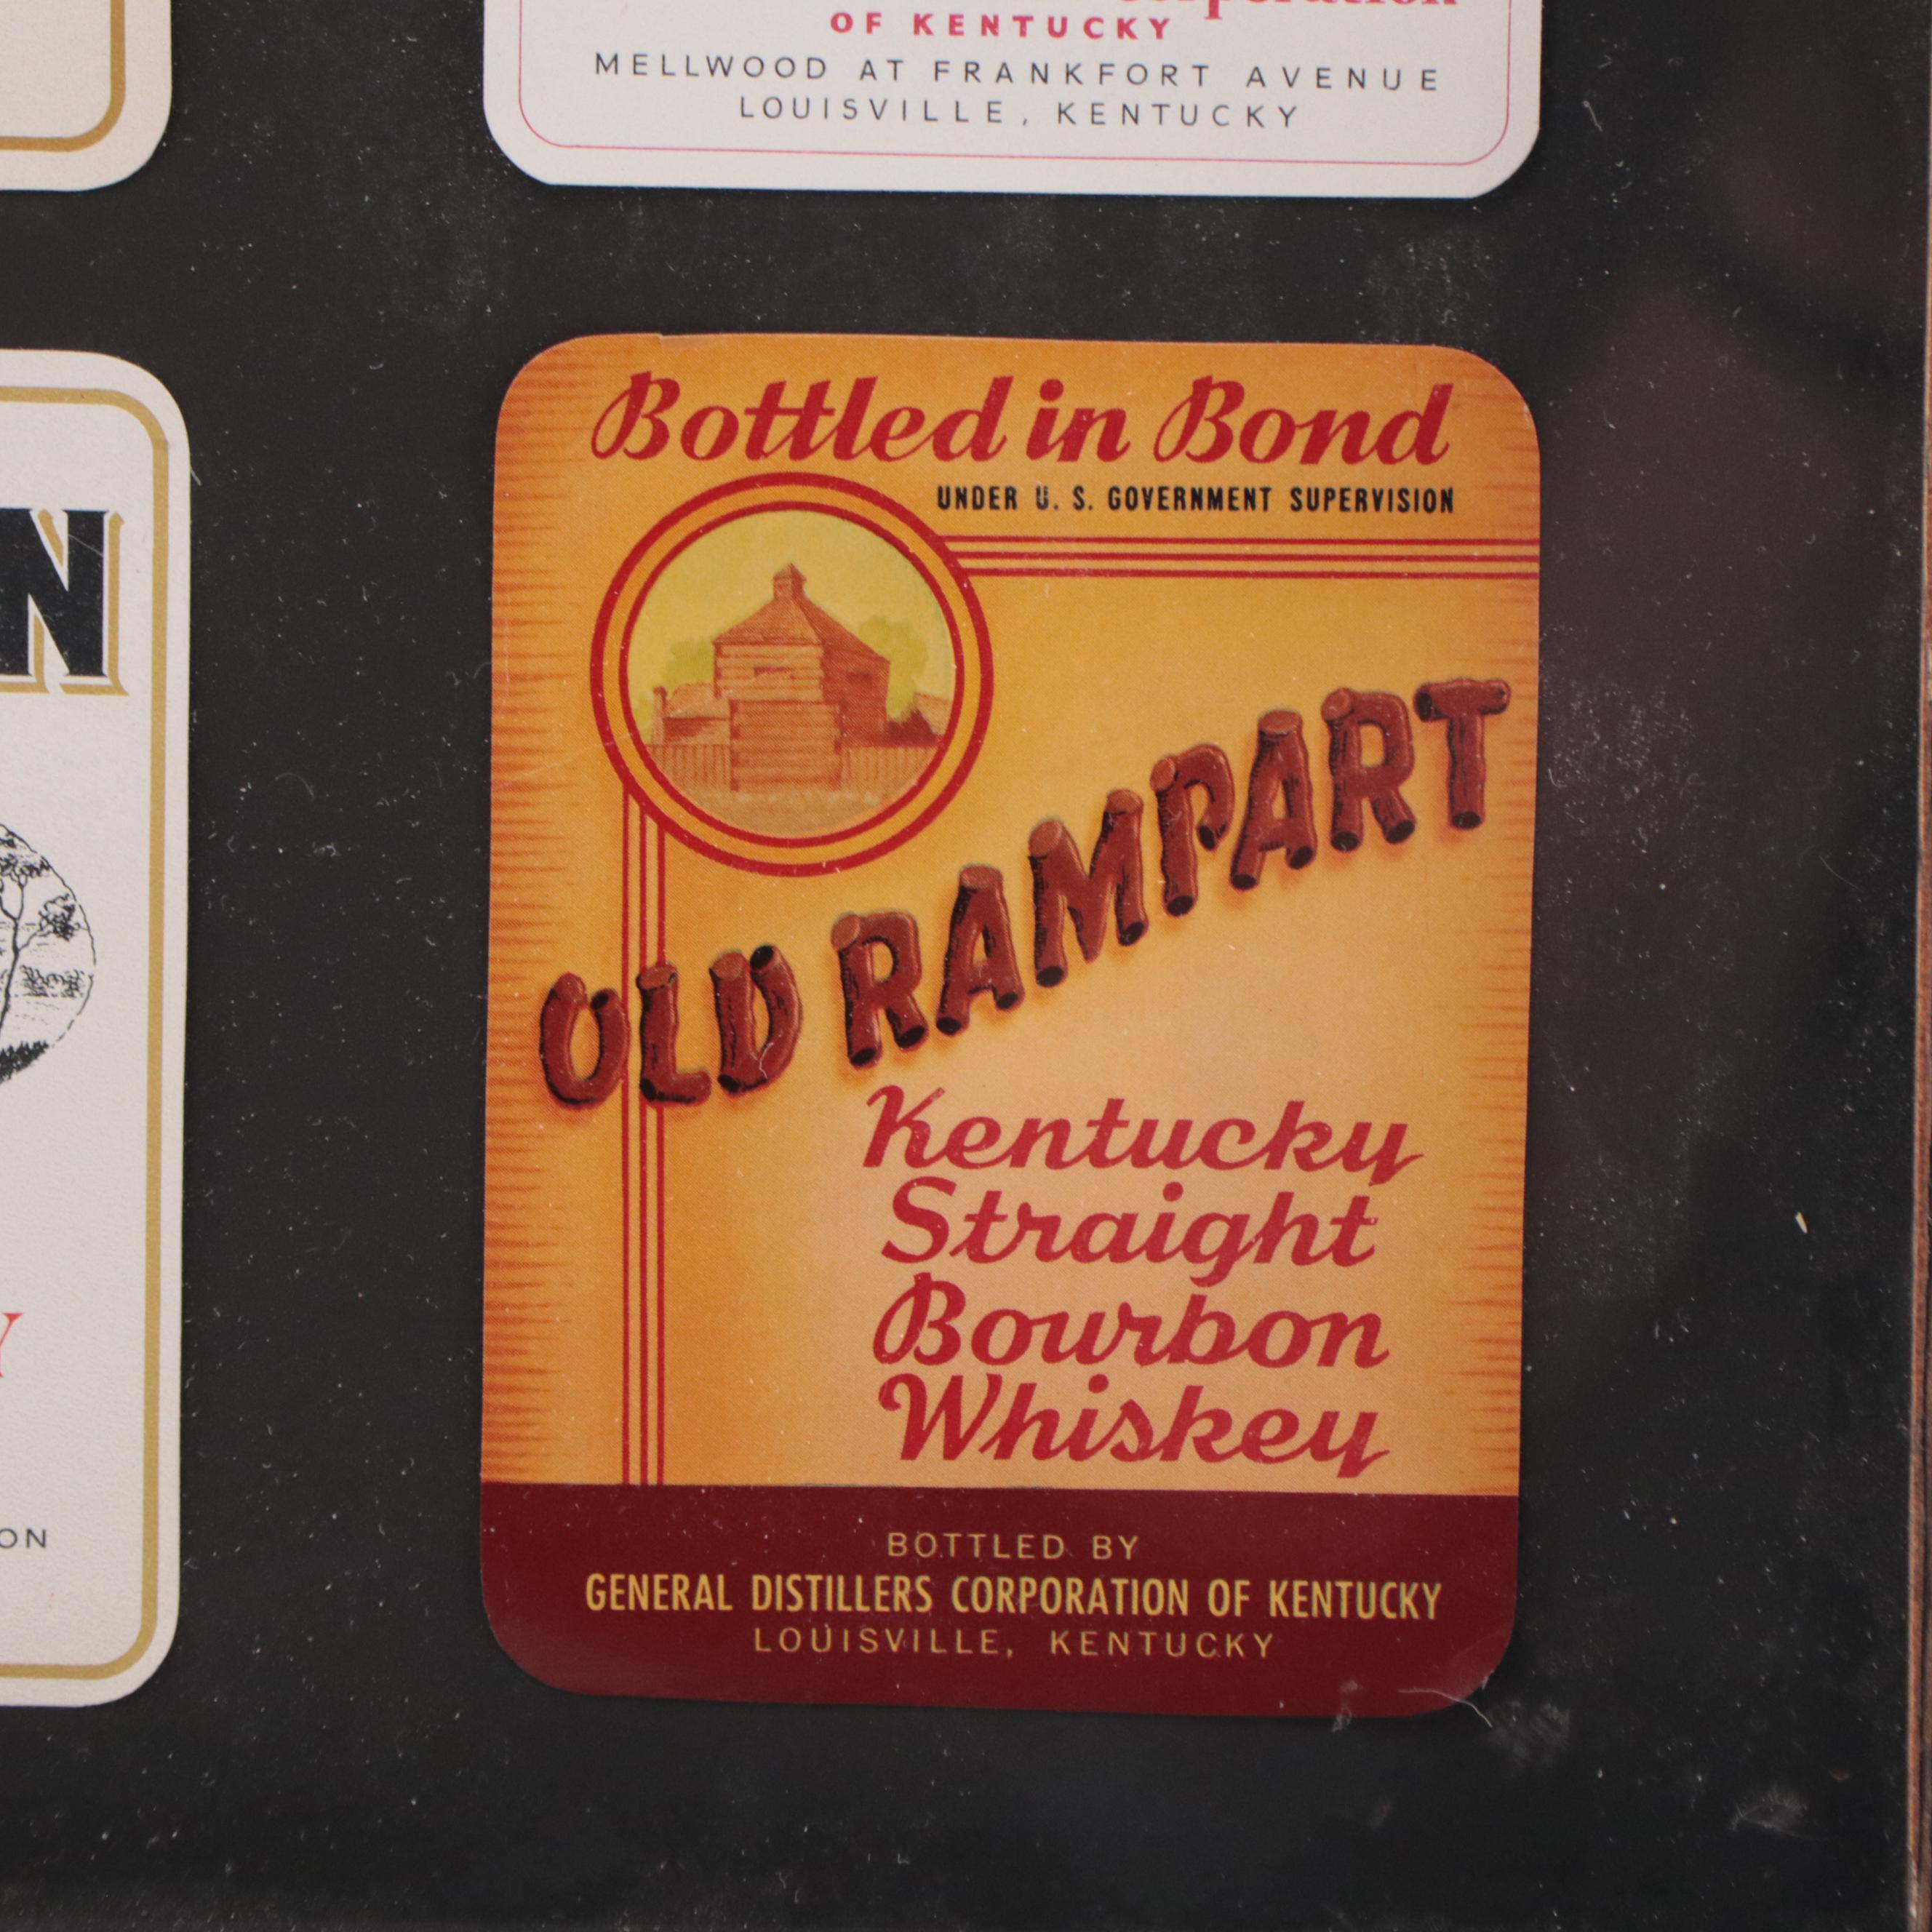 OF KENTUCKY
MELLWOOD AT FRANKFORT AVENUE
LOUISVILLE, KENTUCKY
N
Y
ON
Bottled in Bond
UNDER U. S. GOVERNMENT SUPERVISION
OLD RAMPART
Kentucky
Straight
Bourbon
Whiskey
BOTTLED BY
GENERAL DISTILLERS CORPORATION OF KENTUCKY
LOUISVILLE, KENTUCKY